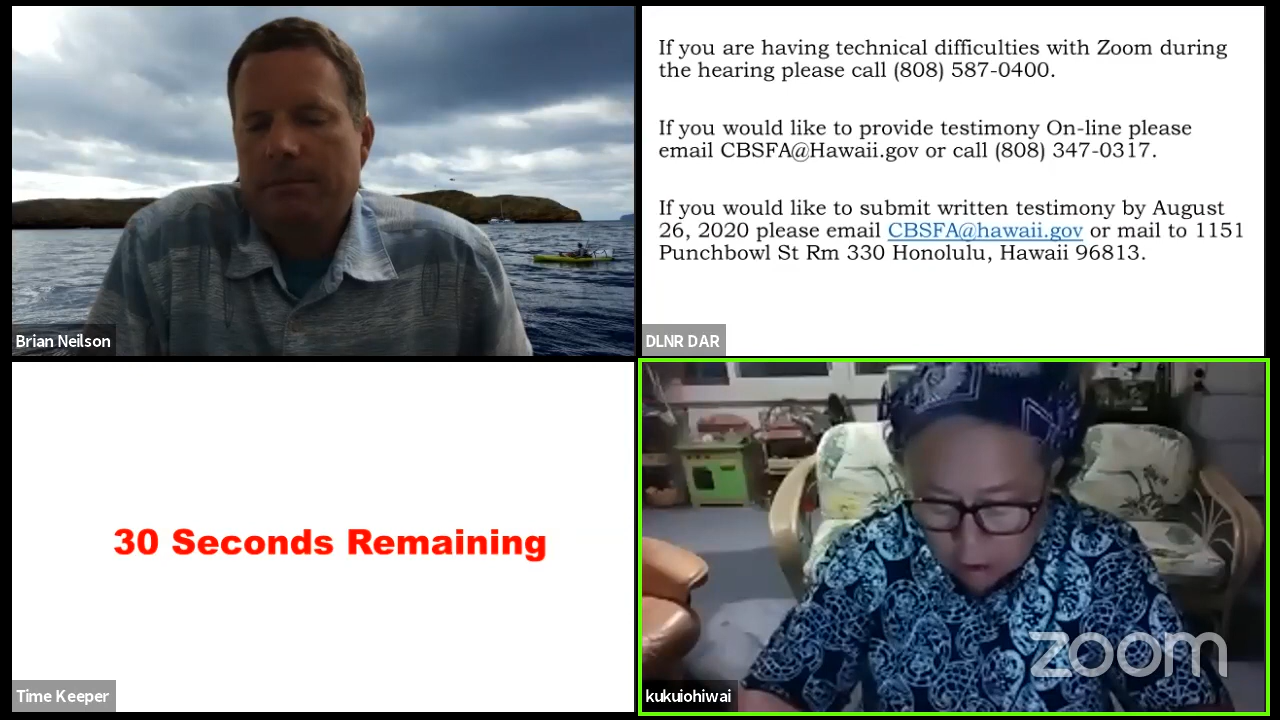 If you are having technical difficulties with Zoom during
the hearing please call (808) 587-0400.
If you would like to provide testimony On-line please
email CBSFA@Hawaii.gov or call (808) 347-0317.
If you would like to submit written testimony by August
26, 2020 please email CBSFA@hawaii.gov or mail to 1151
Punchbowl St Rm 330 Honolulu, Hawaii 96813.
Brian Neilson
DLNR DAR
30 Seconds Remaining
zoom
Time Keeper
kukuiohiwai